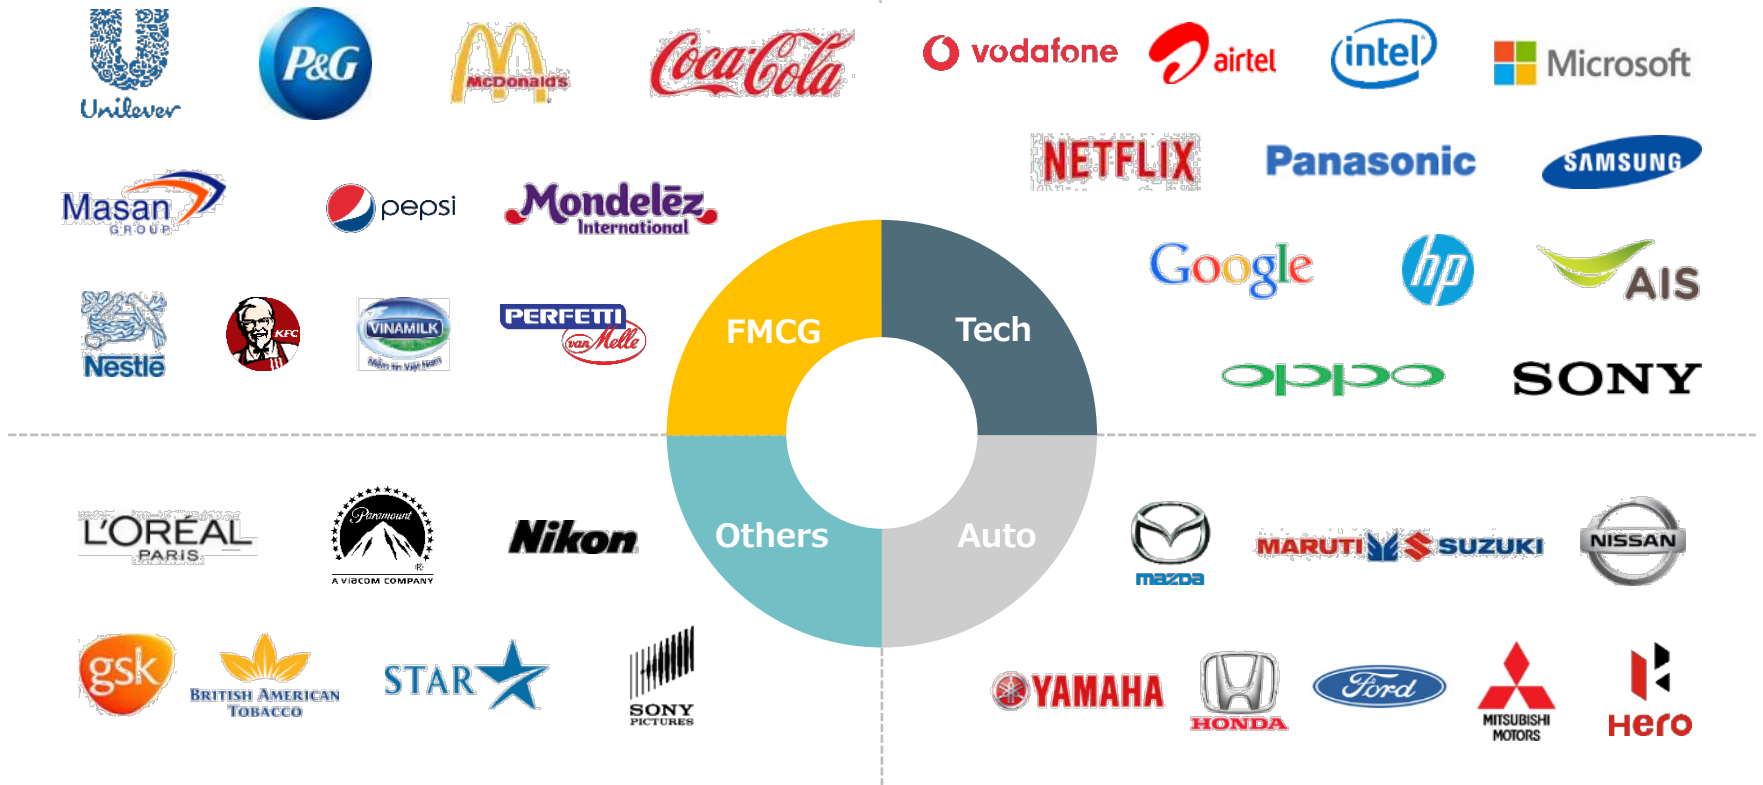 Unilever
P&G
McDonald's
Coca-Cola
vodafone
airtel
intel
Microsoft
NETFLIX
Panasonic
SAMSUNG
Masan
GROUP
pepsi
Mondelēz
International
Google
hp
AIS
Nestlé
KFC
VINAMILK
PERFETTI
van Melle
FMCG
Tech
oppo
SONY
L'ORÉAL
PARIS
Paramount
®
A VIACOM COMPANY
Nikon
Others
Auto
mazda
MARUTI SUZUKI
NISSAN
gsk
BRITISH AMERICAN
TOBACCO
STAR
SONY
PICTURES
YAMAHA
HONDA
Ford
MITSUBISHI
MOTORS
Hero